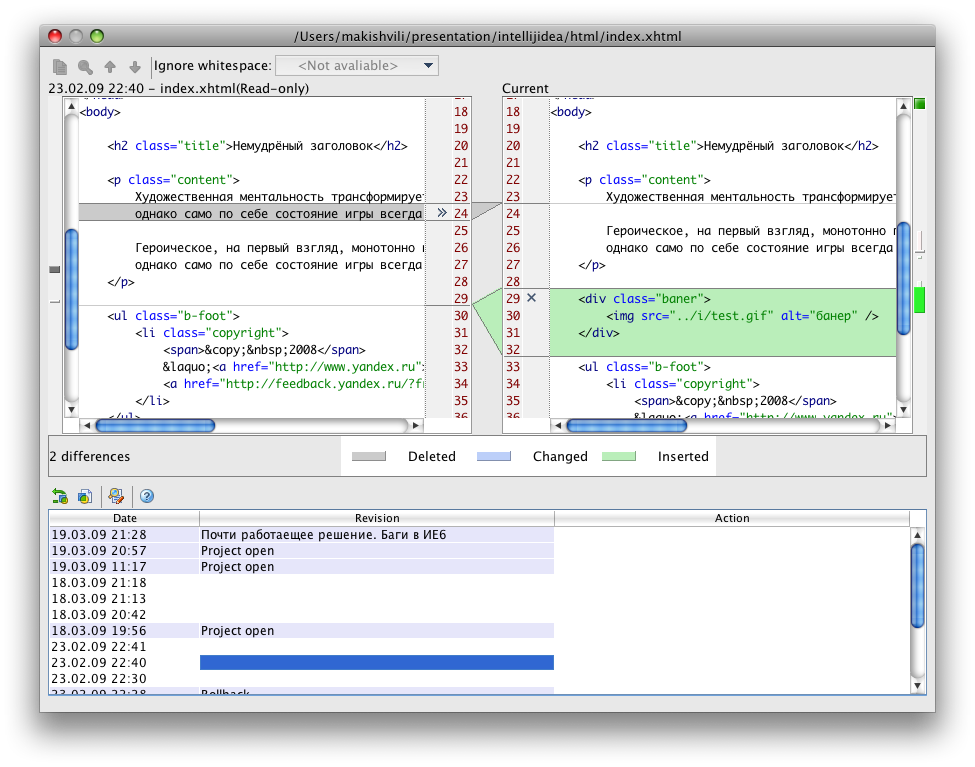 /Users/makishvili/presentation/intellijidea/html/index.xhtml
Ignore whitespace: <Not avaliable>
23.02.09 22:40 - index.xhtml(Read-only)
18 <body>
19
20 <h2 class="title">Немудрёный заголовок</h2>
21
22 <p class="content">
23 Художественная ментальность
24 однако само по себе состояние игры всегда
25
26 Героическое, на первый взгляд, монотонно
27 однако само по себе состояние игры всегда
28 </p>
29
30 <ul class="b-foot">
31 <li class="copyright">
32 <span>&copy;&nbsp;2008</span>
33 &laquo;<a href="http://www.yandex.ru"
34 <a href="http://feedback.yandex.ru/?
35 </li>
36 </ul>
Current
18 <body>
19
20 <h2 class="title">Немудрёный заголовок</h2>
21
22 <p class="content">
23 Художественная ментальность
24
25 Героическое, на первый взгляд, монотонно
26 однако само по себе состояние игры всегда
27 </p>
28
29 <div class="baner">
30 <img src="../i/test.gif" alt="банер" />
31 </div>
32
33 <ul class="b-foot">
34 <li class="copyright">
35 <span>&copy;&nbsp;2008</span>
36 &laquo;<a href="http://www.yandex.ru"
2 differences Deleted Changed Inserted
Date Revision Action
19.03.09 21:28 Почти работаещее решение. Баги в ИЕ6
19.03.09 20:57 Project open
19.03.09 11:17 Project open
18.03.09 21:18
18.03.09 21:13
18.03.09 20:42
18.03.09 19:56 Project open
23.02.09 22:41
23.02.09 22:40
23.02.09 22:30
23.02.09 22:28 Rollback